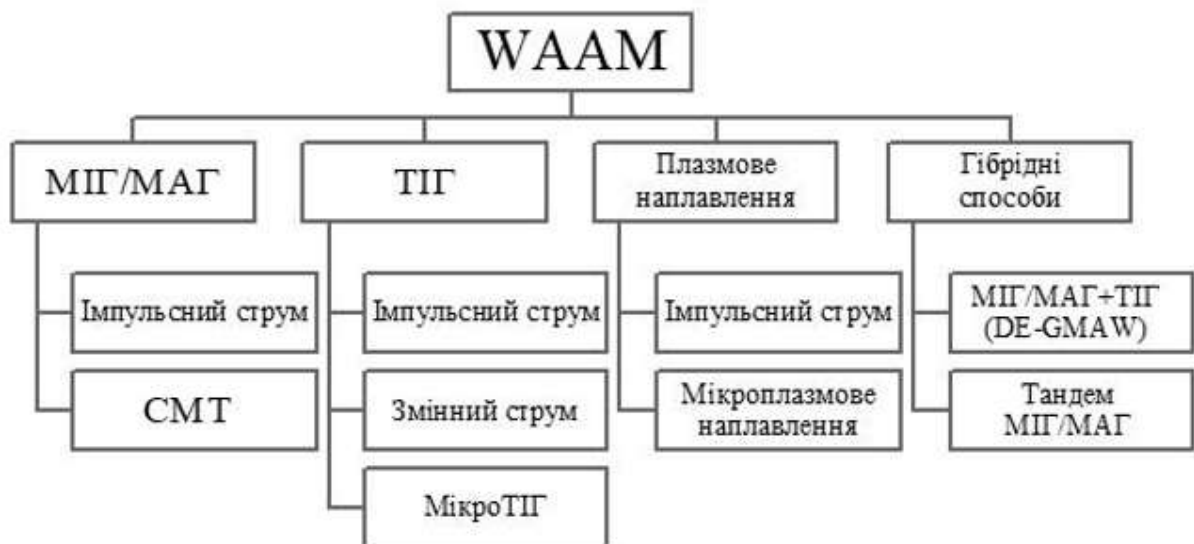 WAAM
МІГ/МАГ
ТІГ
Плазмове
наплавлення
Гібрідні
способи
Імпульсний струм
Імпульсний струм
Імпульсний струм
МІГ/МАГ+ТІГ
(DE-GMAW)
СМТ
Змінний струм
Мікроплазмове
наплавлення
Тандем
МІГ/МАГ
МікроТІГ